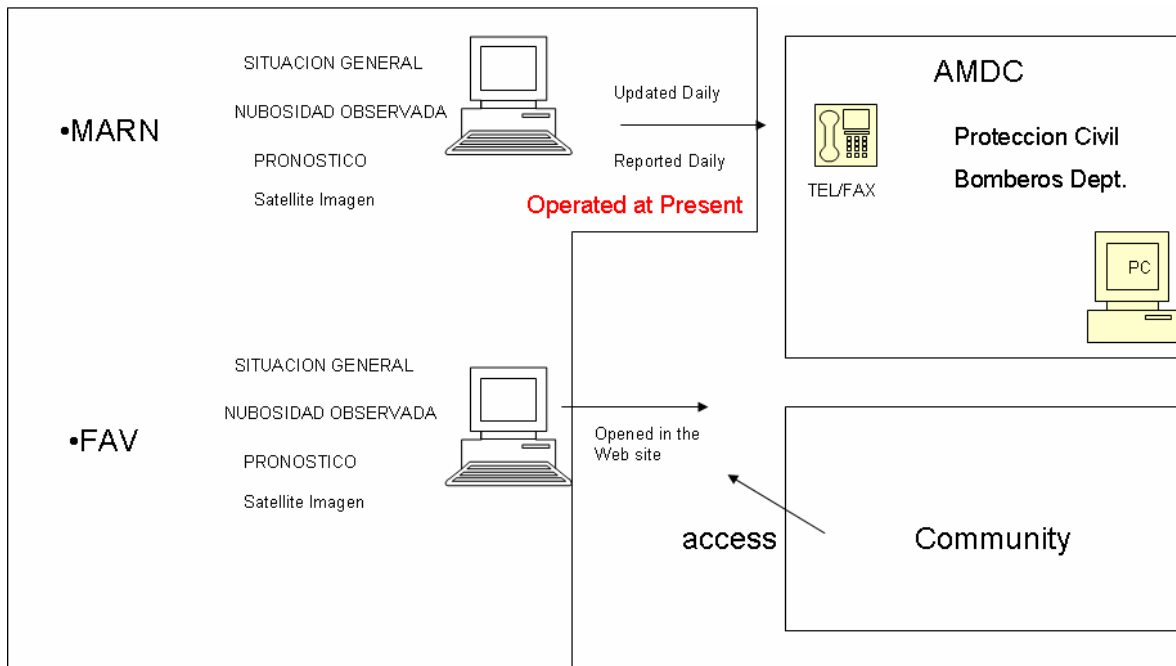 SITUACION GENERAL
•MARN
NUBOSIDAD OBSERVADA
PRONOSTICO
Satellite Imagen
Updated Daily
Reported Daily
Operated at Present
AMDC
Proteccion Civil
Bomberos Dept.
TEL/FAX
PC
SITUACION GENERAL
NUBOSIDAD OBSERVADA
•FAV
PRONOSTICO
Satellite Imagen
Opened in the
Web site
access
Community